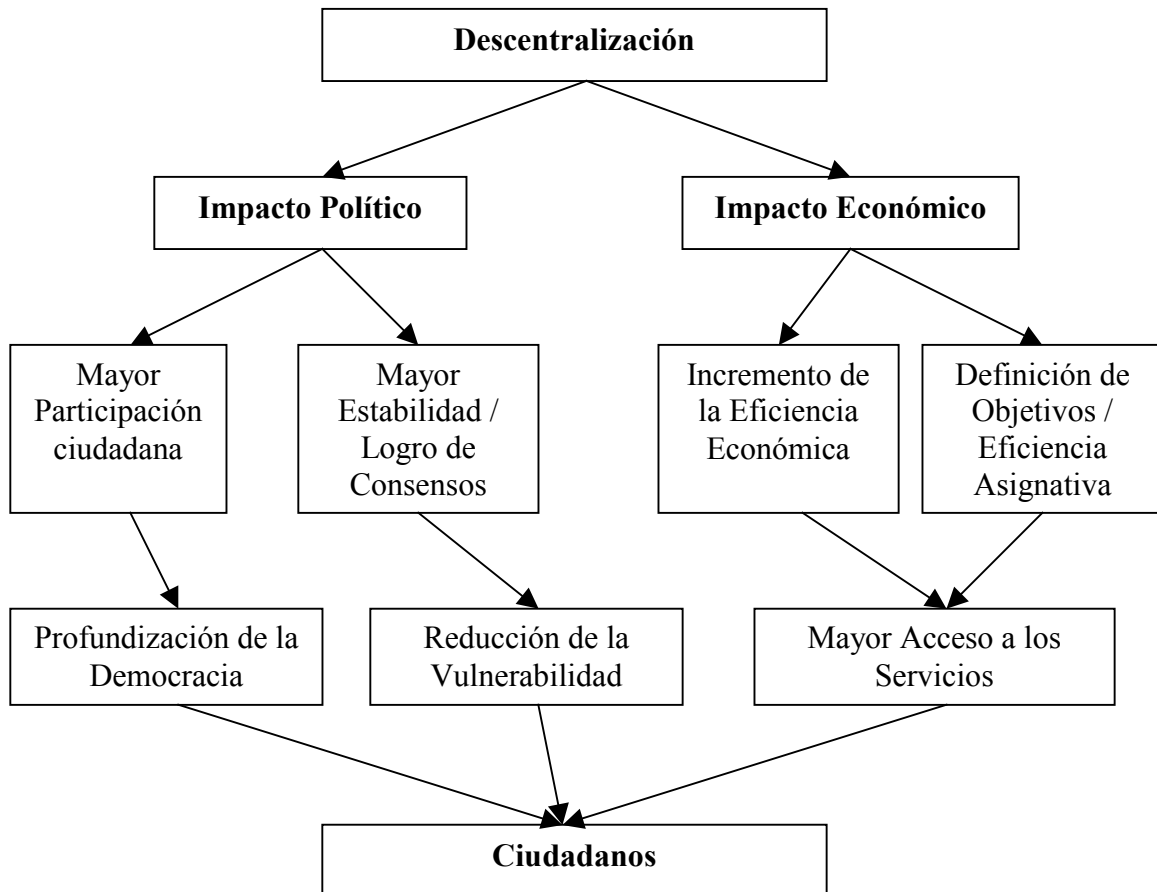 Descentralización
Impacto Político
Impacto Económico
Mayor
Participación
ciudadana
Mayor
Estabilidad /
Logro de
Consensos
Incremento de
la Eficiencia
Económica
Definición de
Objetivos /
Eficiencia
Asignativa
Profundización de la
Democracia
Reducción de la
Vulnerabilidad
Mayor Acceso a los
Servicios
Ciudadanos